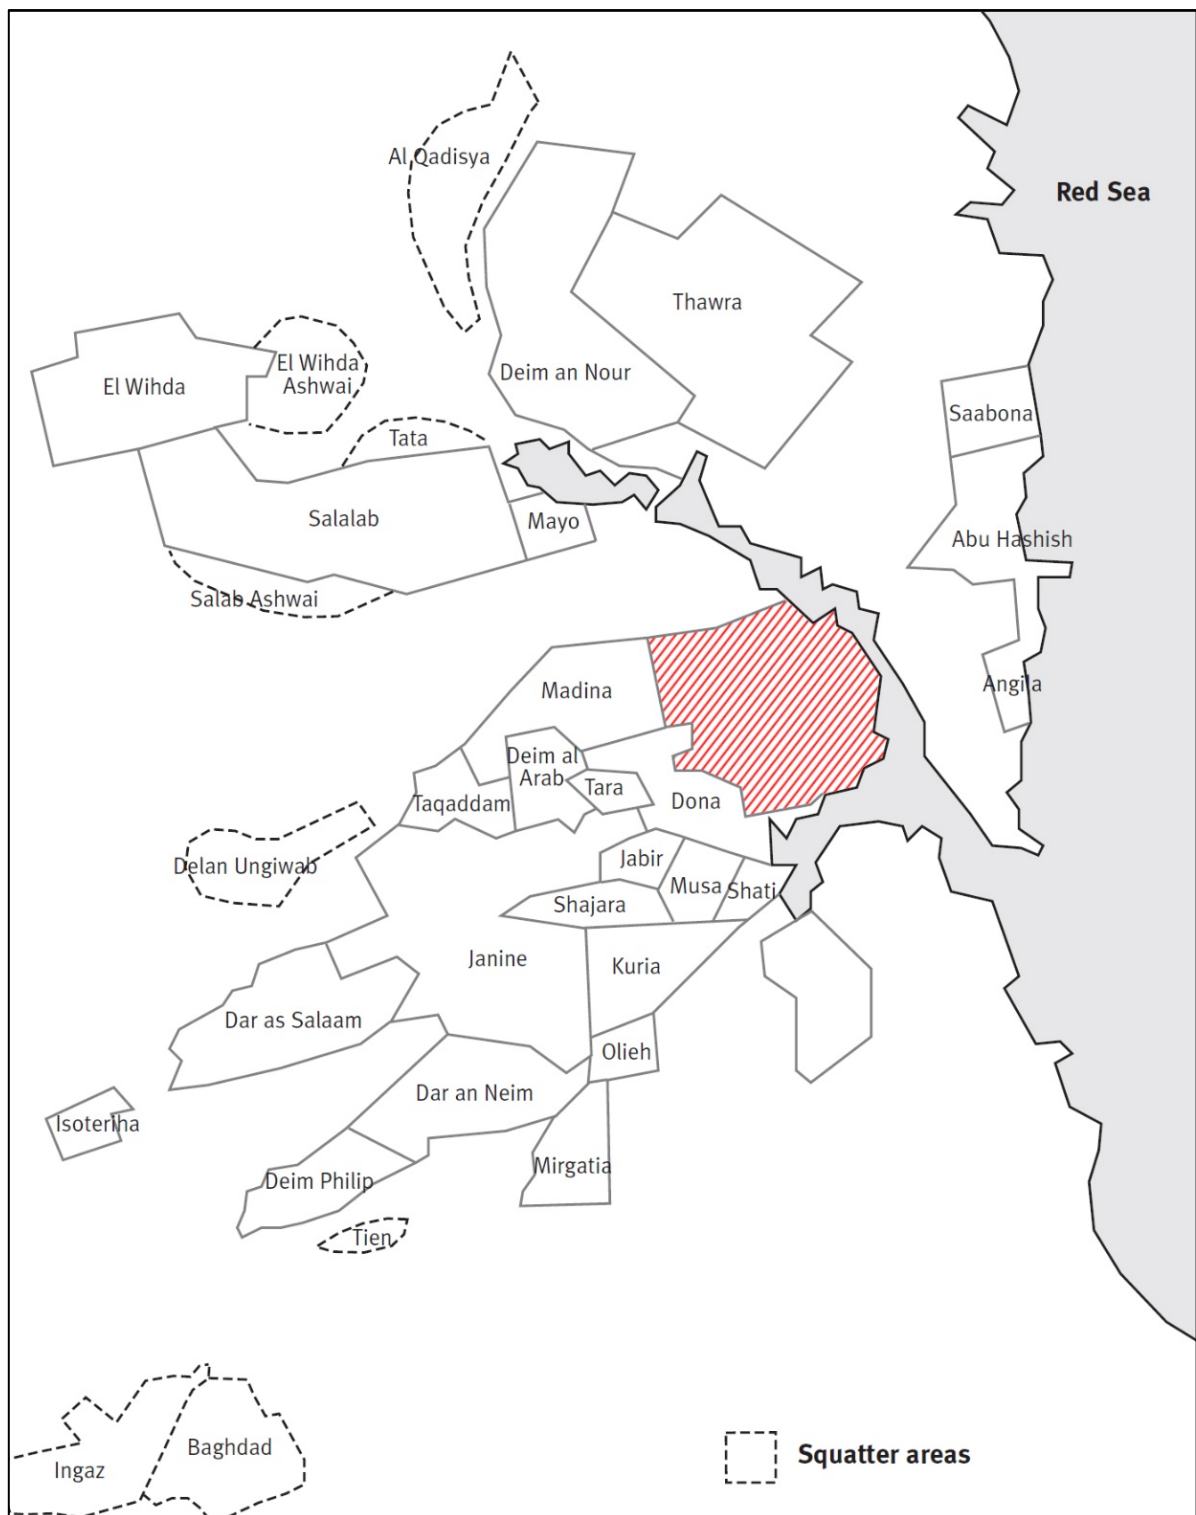 Al Qadisya
Red Sea
Thawra
El Wihda
Ashwai
El Wihda
Deim an Nour
Saabona
Tata
Salalab
Mayo
Abu Hashish
Salab Ashwai
Madina
Angila
Deim al
Arab
Tara
Taqaddam
Dona
Delan Ungiwab
Jabir
Musa
Shati
Shajara
Janine
Kuria
Dar as Salaam
Olieh
Dar an Neim
Isoteriha
Mirgatia
Deim Philip
Tien
Baghdad
Ingaz
Squatter areas